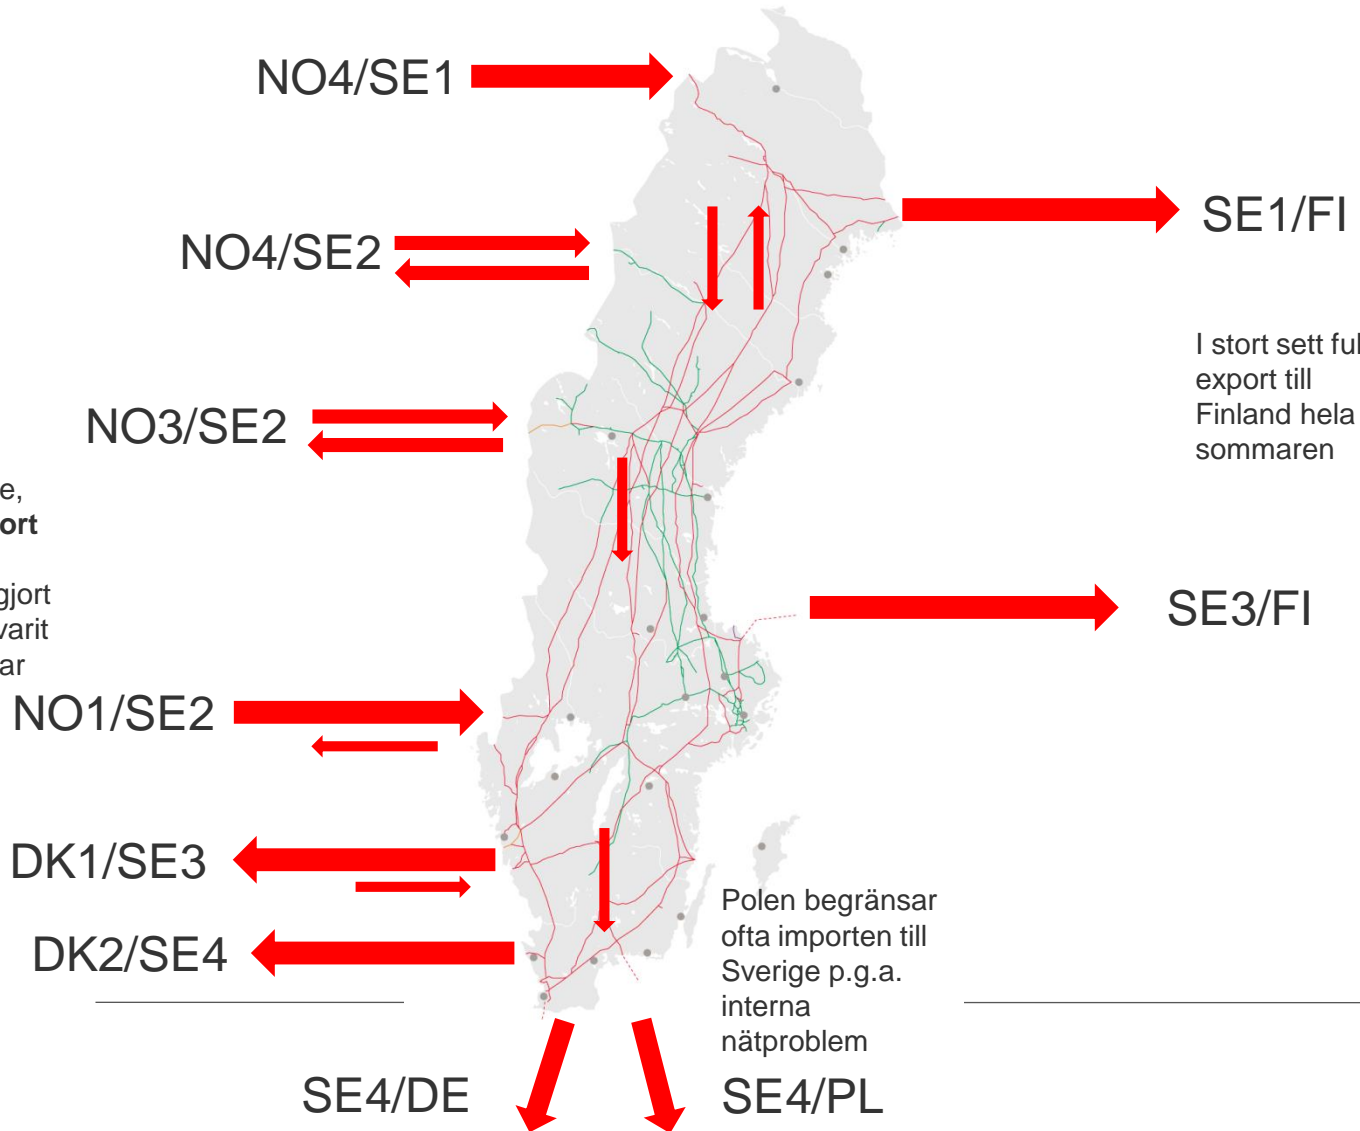 NO4/SE1
SE1/FI
NO4/SE2
I stort sett ful
export till
Finland hela
sommaren
NO3/SE2
e,
ort
gjort
varit
ar
SE3/FI
NO1/SE2
DK1/SE3
DK2/SE4
Polen begränsar
ofta importen till
Sverige p.g.a.
interna
nätproblem
SE4/DE
SE4/PL